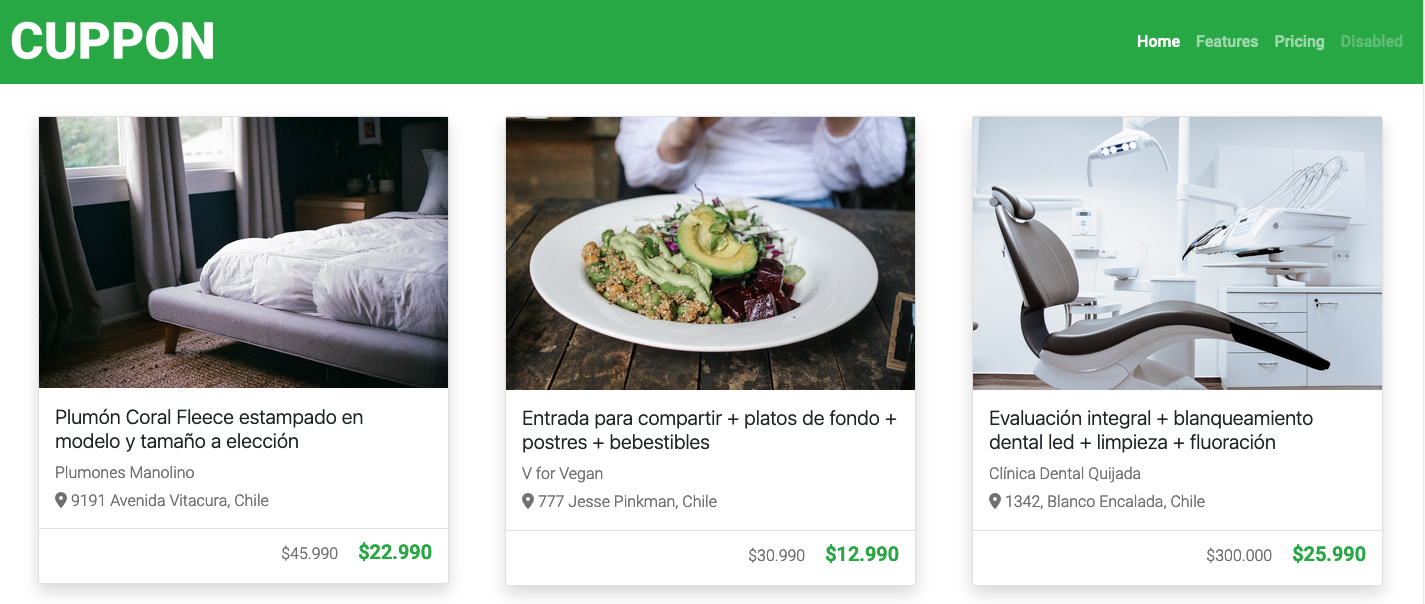 CUPPON
Home Features Pricing Disabled
Plumón Coral Fleece estampado en
modelo y tamaño a elección
Plumones Manolino
9191 Avenida Vitacura, Chile
$45.990 $22.990
Entrada para compartir + platos de fondo +
postres + bebestibles
V for Vegan
777 Jesse Pinkman, Chile
$30.990 $12.990
Evaluación integral + blanqueamiento
dental led + limpieza + fluoración
Clínica Dental Quijada
1342, Blanco Encalada, Chile
$300.000 $25.990